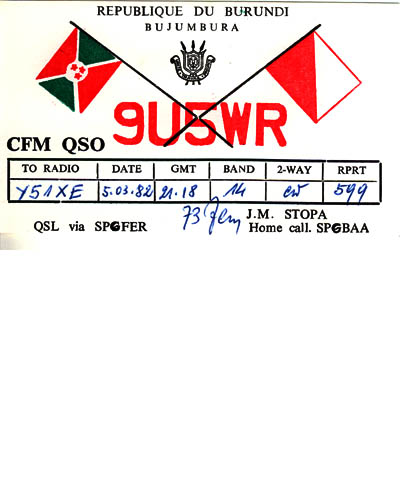 REPUBLIQUE DU BURUNDI
BUJUMBURA
9U5WR
CFM QSO
TO RADIO DATE GMT BAND 2-WAY RPRT
Y51XE 5.03.82 21.18 14 cw 599
73 Jerzy J.M. STOPA
QSL via SP6FER Home call. SP6BAA